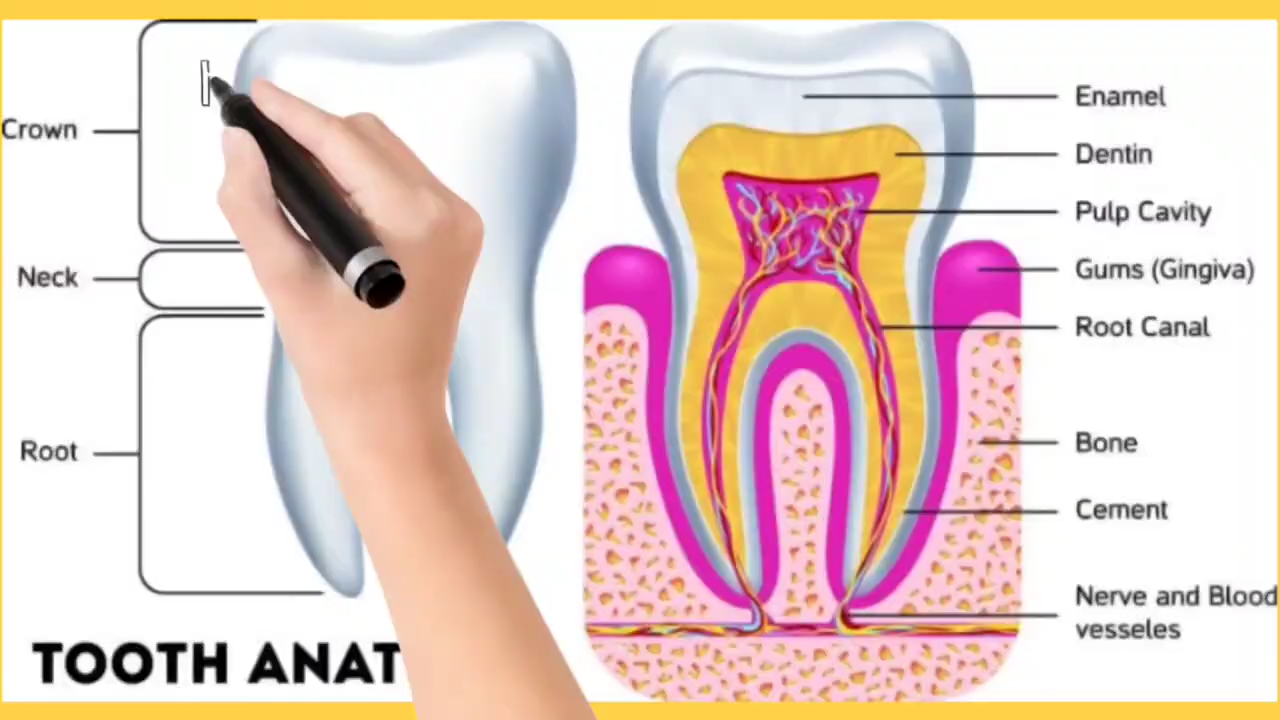 Crown
Neck
Root
TOOTH ANAT
Enamel
Dentin
Pulp Cavity
Gums (Gingiva)
Root Canal
Bone
Cement
Nerve and Blood
vesseles